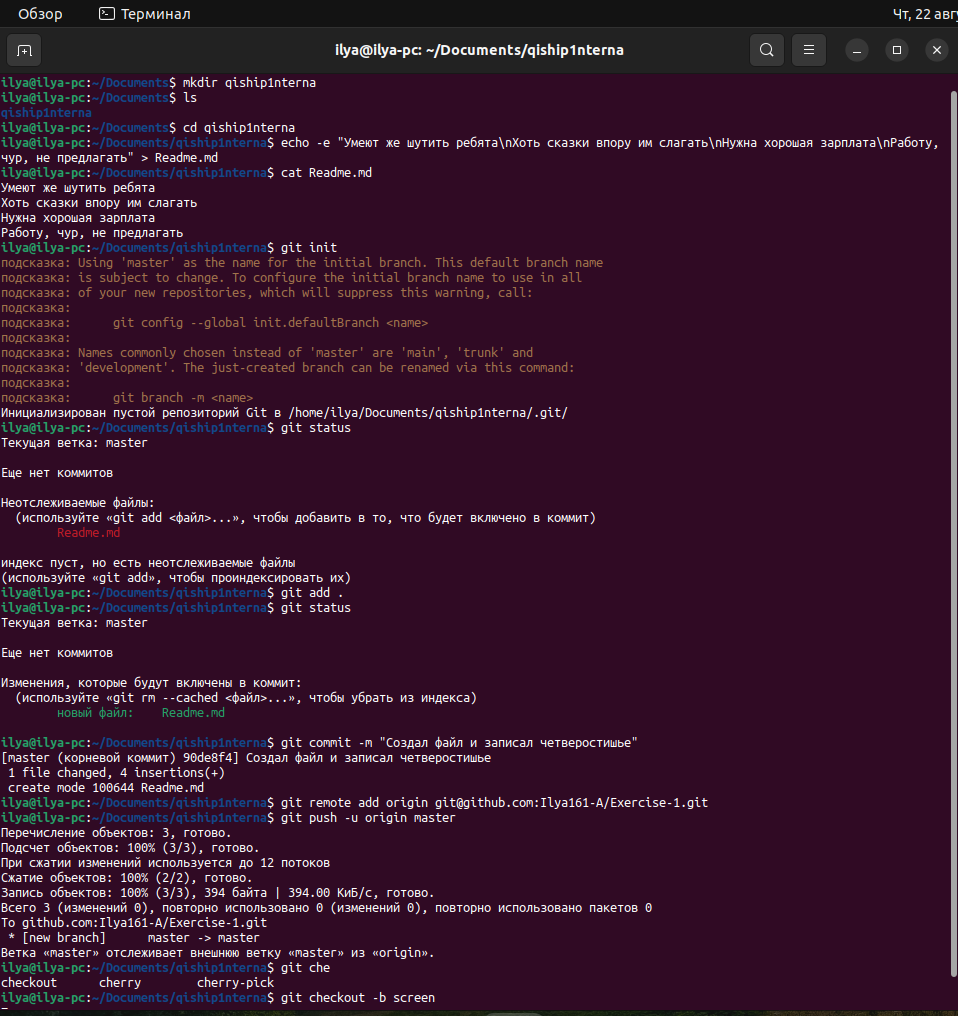 Обзор Терминал Чт, 22 авгу
ilya@ilya-pc: ~/Documents/qiship1nterna
ilya@ilya-pc:~/Documents$ mkdir qiship1nterna
ilya@ilya-pc:~/Documents$ ls
qiship1nterna
ilya@ilya-pc:~/Documents$ cd qiship1nterna
ilya@ilya-pc:~/Documents/qiship1nterna$ echo -e "Умеют же шутить ребята\nХоть сказки впору им слагать\nНужна хорошая зарплата\nРаботу,
чур, не предлагать" > Readme.md
ilya@ilya-pc:~/Documents/qiship1nterna$ cat Readme.md
Умеют же шутить ребята
Хоть сказки впору им слагать
Нужна хорошая зарплата
Работу, чур, не предлагать
ilya@ilya-pc:~/Documents/qiship1nterna$ git init
подсказка: Using 'master' as the name for the initial branch. This default branch name
подсказка: is subject to change. To configure the initial branch name to use in all
подсказка: of your new repositories, which will suppress this warning, call:
подсказка:
подсказка:      git config --global init.defaultBranch <name>
подсказка:
подсказка: Names commonly chosen instead of 'master' are 'main', 'trunk' and
подсказка: 'development'. The just-created branch can be renamed via this command:
подсказка:
подсказка:      git branch -m <name>
Инициализирован пустой репозиторий Git в /home/ilya/Documents/qiship1nterna/.git/
ilya@ilya-pc:~/Documents/qiship1nterna$ git status
Текущая ветка: master
Еще нет коммитов
Неотслеживаемые файлы:
  (используйте «git add <файл>...», чтобы добавить в то, что будет включено в коммит)
        Readme.md
индекс пуст, но есть неотслеживаемые файлы
(используйте «git add», чтобы проиндексировать их)
ilya@ilya-pc:~/Documents/qiship1nterna$ git add .
ilya@ilya-pc:~/Documents/qiship1nterna$ git status
Текущая ветка: master
Еще нет коммитов
Изменения, которые будут включены в коммит:
  (используйте «git rm --cached <файл>...», чтобы убрать из индекса)
        новый файл:    Readme.md
ilya@ilya-pc:~/Documents/qiship1nterna$ git commit -m "Создал файл и записал четверостишье"
[master (корневой коммит) 90de8f4] Создал файл и записал четверостишье
 1 file changed, 4 insertions(+)
 create mode 100644 Readme.md
ilya@ilya-pc:~/Documents/qiship1nterna$ git remote add origin git@github.com:Ilya161-A/Exercise-1.git
ilya@ilya-pc:~/Documents/qiship1nterna$ git push -u origin master
Перечисление объектов: 3, готово.
Подсчет объектов: 100% (3/3), готово.
При сжатии изменений используется до 12 потоков
Сжатие объектов: 100% (2/2), готово.
Запись объектов: 100% (3/3), 394 байта | 394.00 КиБ/с, готово.
Всего 3 (изменений 0), повторно использовано 0 (изменений 0), повторно использовано пакетов 0
To github.com:Ilya161-A/Exercise-1.git
 * [new branch]      master -> master
Ветка «master» отслеживает внешнюю ветку «master» из «origin».
ilya@ilya-pc:~/Documents/qiship1nterna$ git che
checkout      cherry        cherry-pick
ilya@ilya-pc:~/Documents/qiship1nterna$ git checkout -b screen